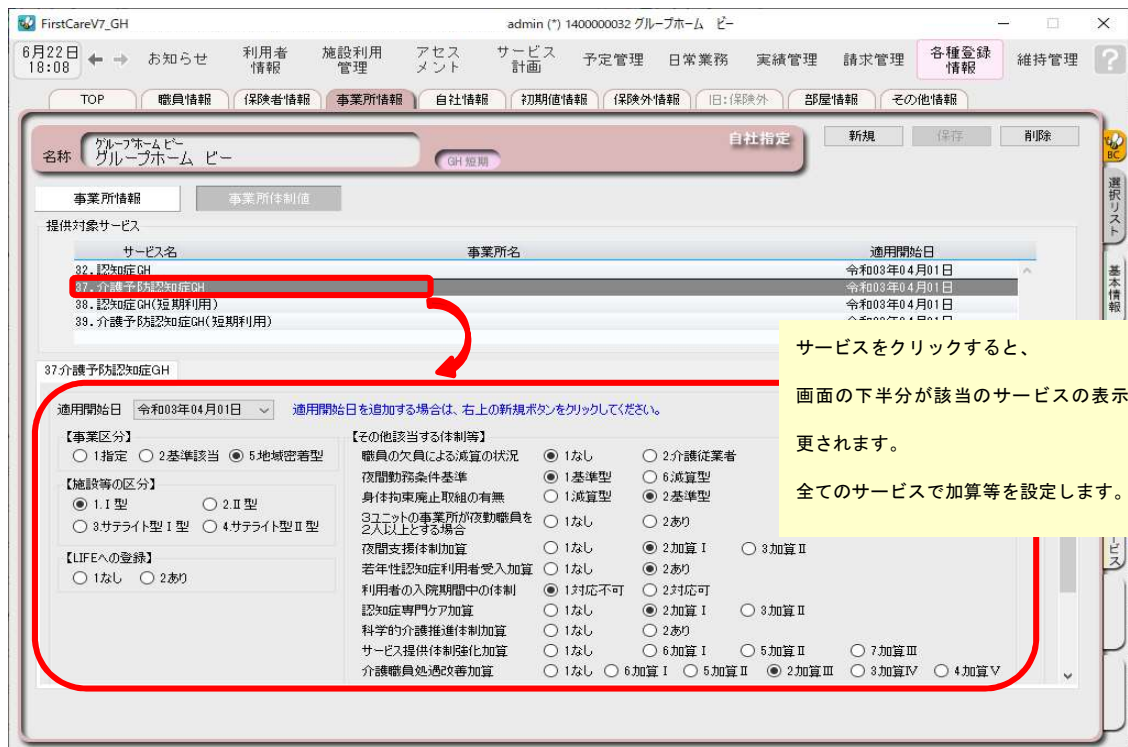 FirstCareV7_GH
admin (*) 1400000032 グループホーム ビー
6月22日
18:08
お知らせ
利用者情報
施設利用管理
アセスメント
サービス計画
予定管理
日常業務
実績管理
請求管理
各種登録情報
維持管理
?
TOP
職員情報
保険者情報
事業所情報
自社情報
初期値情報
保険外情報
旧:保険外
部屋情報
その他情報
名称
グループホーム ビー
グループホーム ビー
GH 短期
自社指定
新規
保存
削除
BC
選択リスト
基本情報
事業所情報
事業所体制値
提供対象サービス
サービス名 事業所名 適用開始日
32.認知症GH 令和03年04月01日
37.介護予防認知症GH 令和03年04月01日
38.認知症GH(短期利用) 令和03年04月01日
39.介護予防認知症GH(短期利用)
サービスをクリックすると、
画面の下半分が該当のサービスの表示
更されます。
全てのサービスで加算等を設定します。
ービス
37.介護予防認知症GH
適用開始日 令和03年04月01日 適用開始日を追加する場合は、右上の新規ボタンをクリックしてください。
【事業区分】
1指定 2.基準該当 5.地域密着型
【施設等の区分】
1.Ⅰ型 2.Ⅱ型
3.サテライト型Ⅰ型 4.サテライト型Ⅱ型
【LIFEへの登録】
1なし 2あり
【その他該当する体制等】
職員の欠員による減算の状況 1なし 2.介護従業者
夜間勤務条件基準 1.基準型 6.減算型
身体拘束廃止取組の有無 1.減算型 2.基準型
3ユニットの事業所が夜勤職員を2人以上とする場合 1なし 2あり
夜間支援体制加算 1なし 2.加算Ⅰ 3.加算Ⅱ
若年性認知症利用者受入加算 1なし 2あり
利用者の入院期間中の体制 1.対応不可 2.対応可
認知症専門ケア加算 1なし 2.加算Ⅰ 3.加算Ⅱ
科学的介護推進体制加算 1なし 2あり
サービス提供体制強化加算 1なし 6.加算Ⅰ 5.加算Ⅱ 7.加算Ⅲ
介護職員処遇改善加算 1なし 6.加算Ⅰ 5.加算Ⅱ 2.加算Ⅲ 3.加算Ⅳ 4.加算Ⅴ